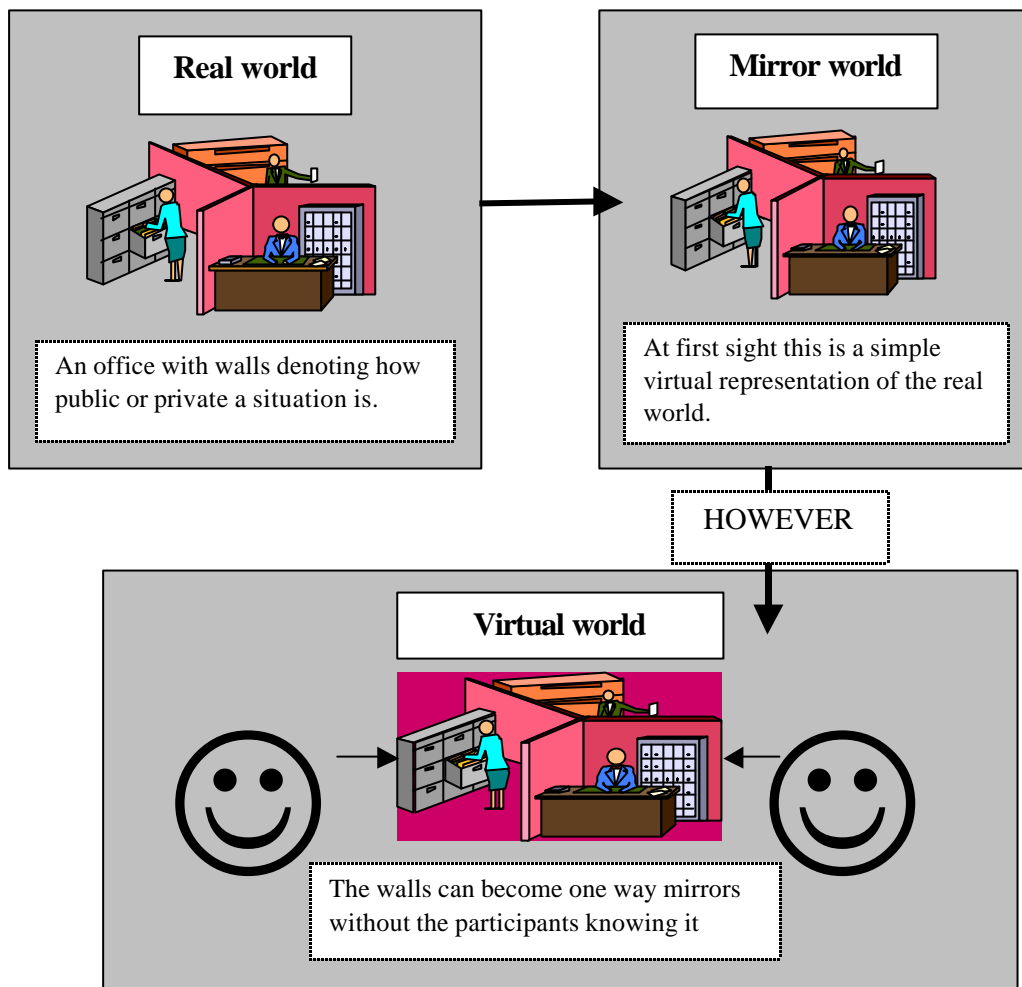 Real world
An office with walls denoting how
public or private a situation is.
Mirror world
At first sight this is a simple
virtual representation of the real
world.
HOWEVER
Virtual world
The walls can become one way mirrors
without the participants knowing it